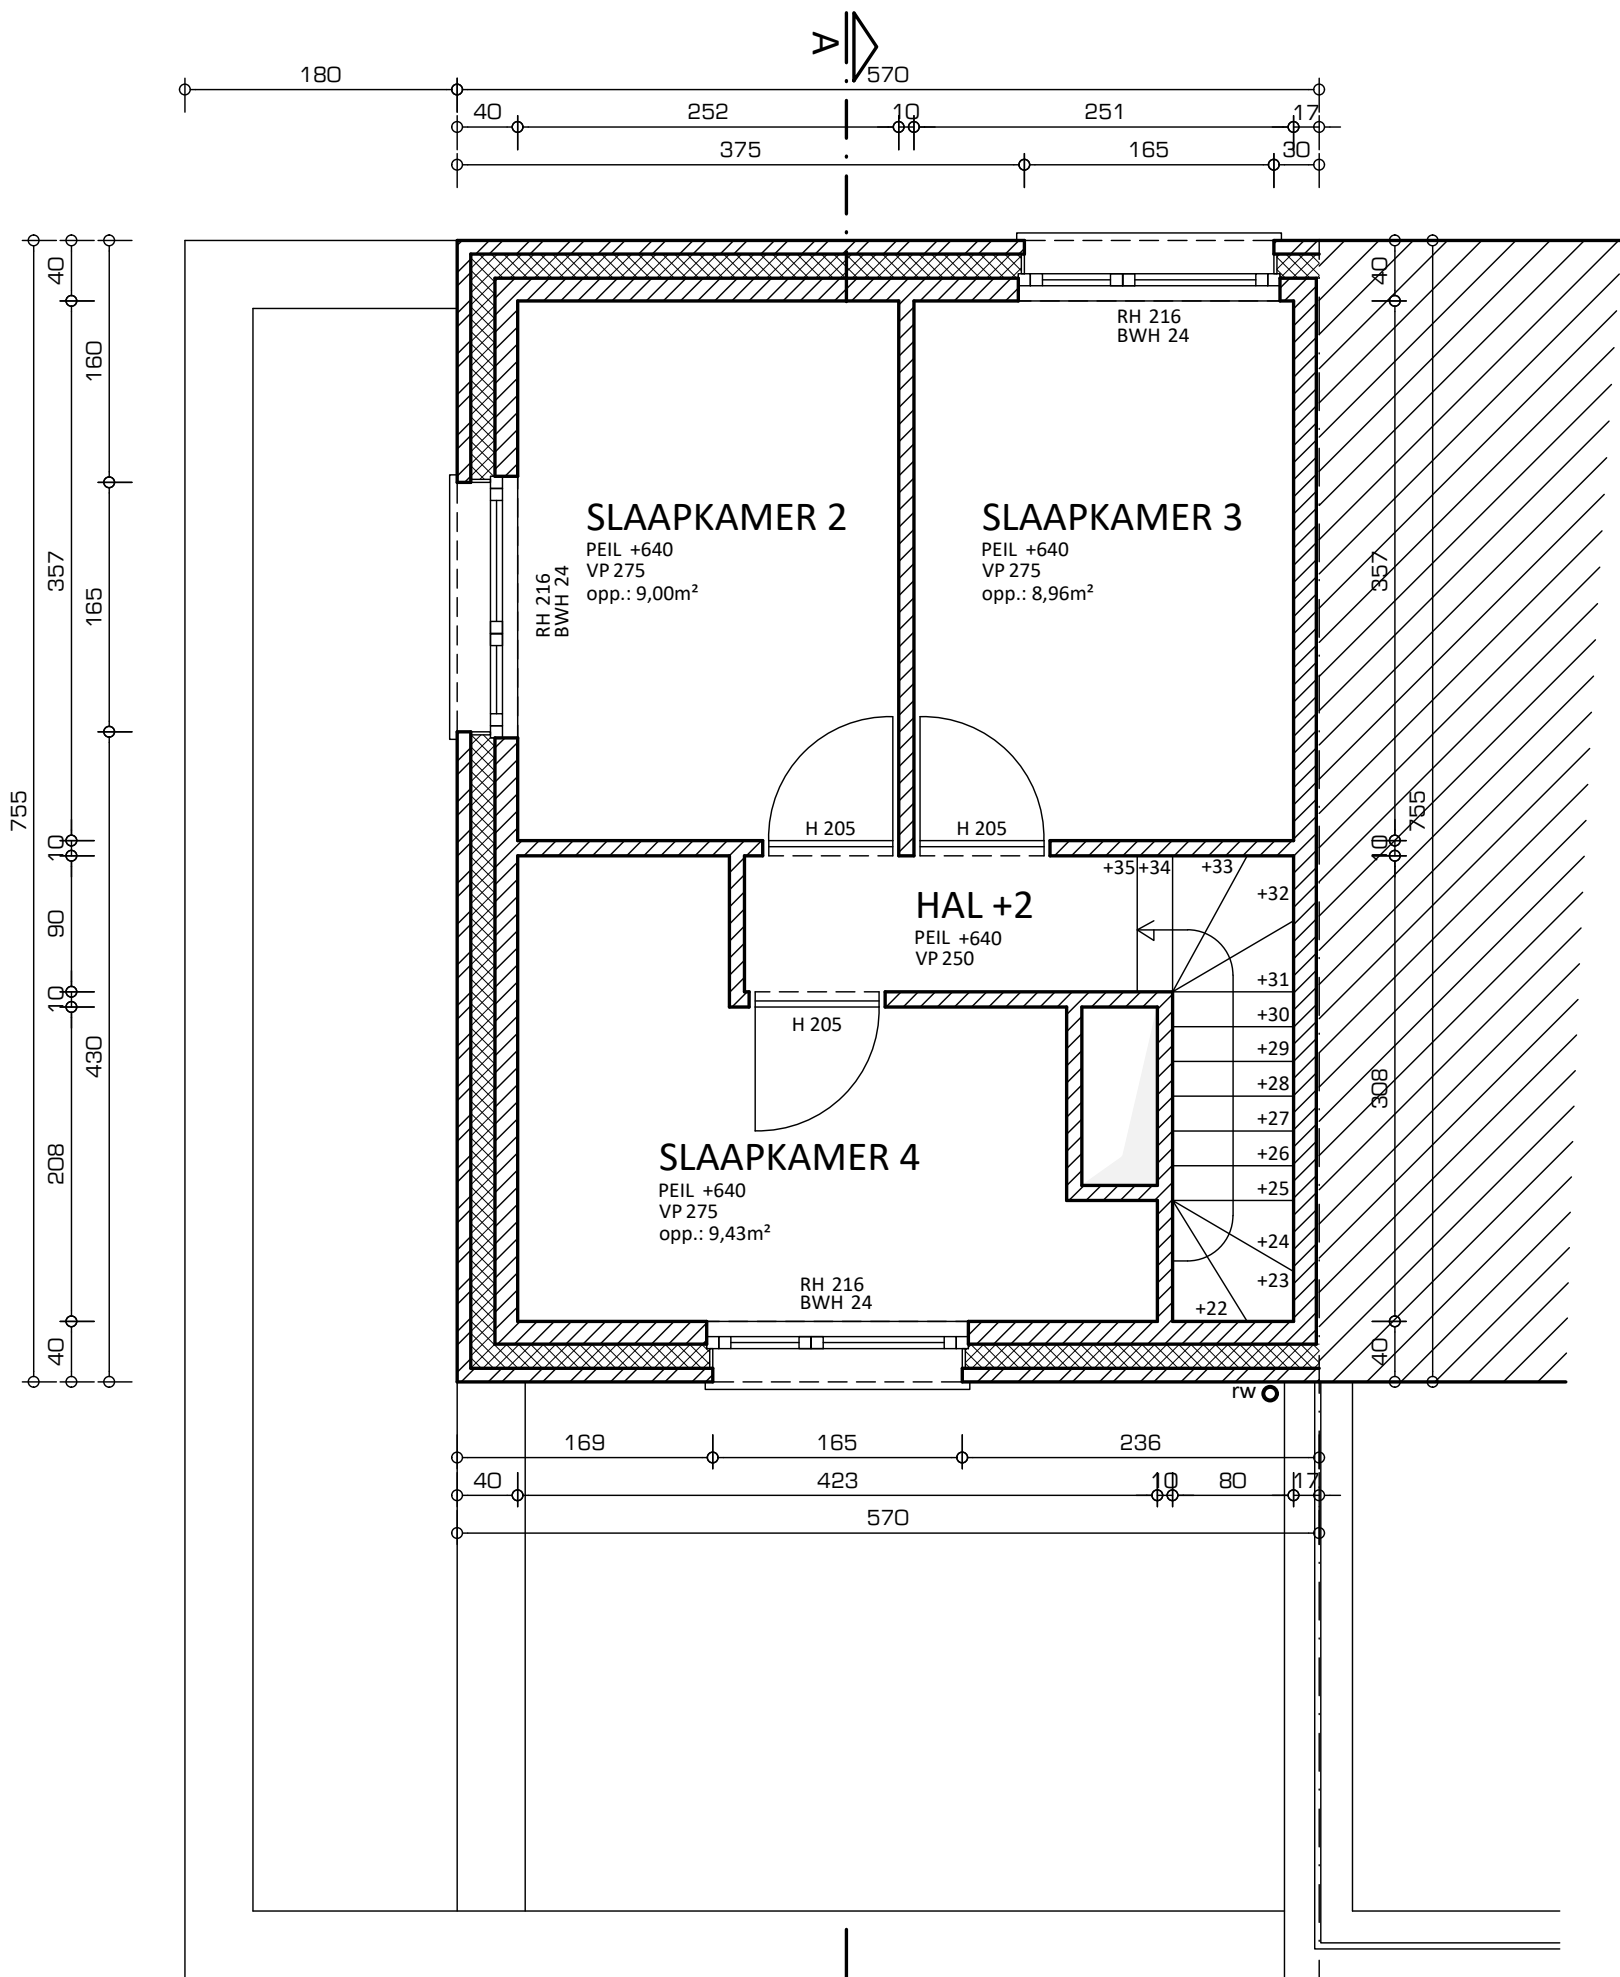 A
180
570
40
252
10
251
17
375
165
30
40
160
357
165
755
10
90
10
430
208
40
RH 216
BWH 24
SLAAPKAMER 2
PEIL +640
VP 275
opp.: 9,00m²
RH 216
BWH 24
SLAAPKAMER 3
PEIL +640
VP 275
opp.: 8,96m²
40
357
755
10
308
40
H 205
H 205
+35
+34
+33
+32
HAL +2
PEIL +640
VP 250
+31
+30
+29
+28
+27
+26
+25
+24
+23
+22
H 205
SLAAPKAMER 4
PEIL +640
VP 275
opp.: 9,43m²
RH 216
BWH 24
rw
169
165
236
40
423
10
80
17
570